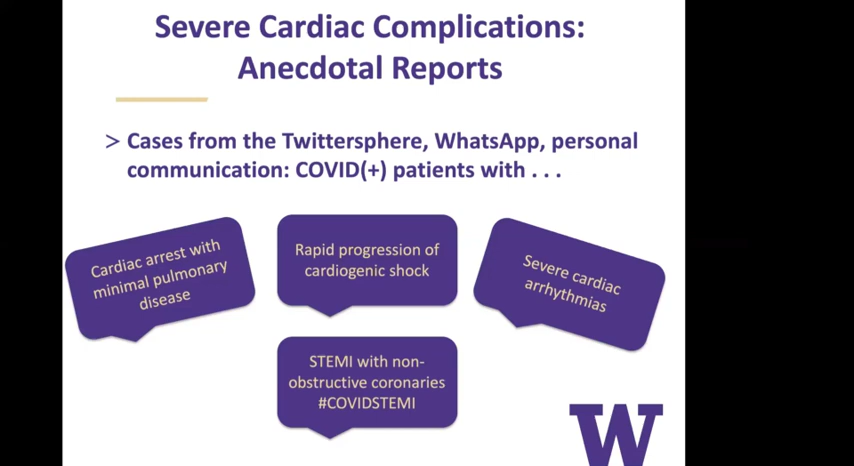 Severe Cardiac Complications:
Anecdotal Reports
> Cases from the Twittersphere, WhatsApp, personal
communication: COVID(+) patients with . . .
Cardiac arrest with
minimal pulmonary
disease
Rapid progression of
cardiogenic shock
Severe cardiac
arrhythmias
STEMI with non-
obstructive coronaries
#COVIDSTEMI
W